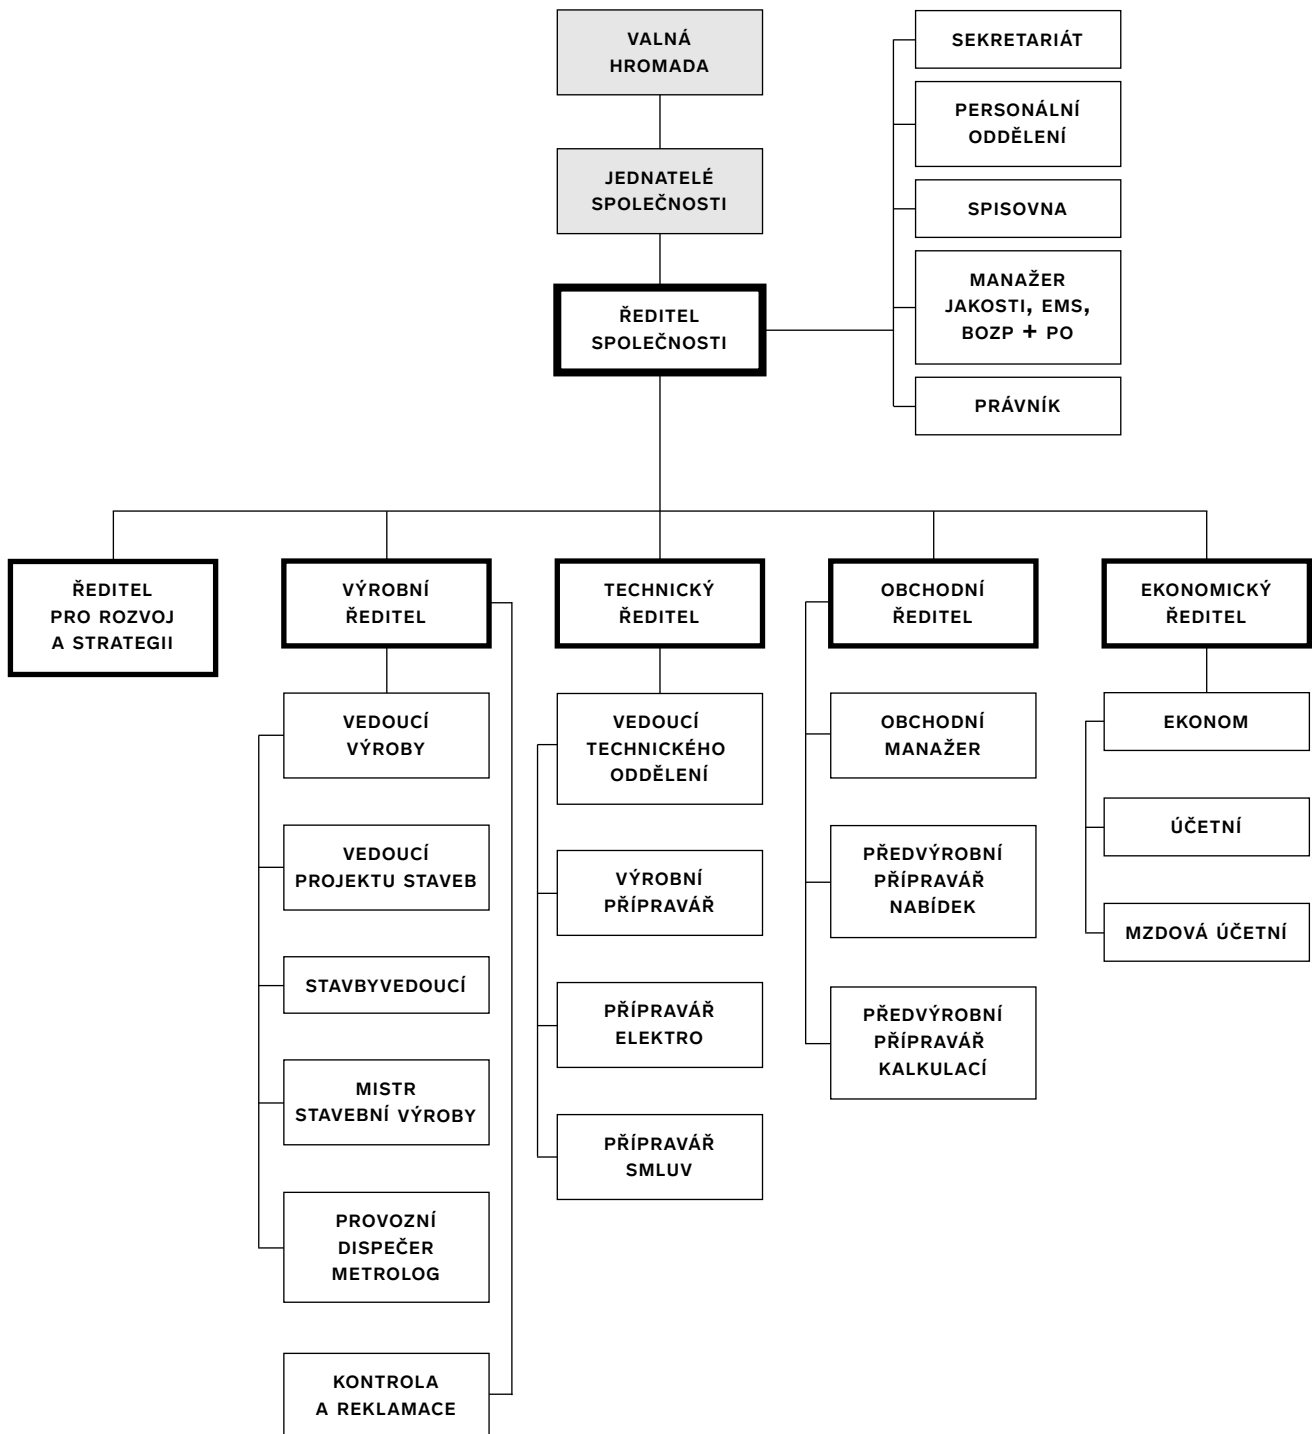 VALNÁ
HROMADA
JEDNATELÉ
SPOLEČNOSTI
ŘEDITEL
SPOLEČNOSTI
SEKRETARIÁT
PERSONÁLNÍ
ODDĚLENÍ
SPISOVNA
MANAŽER
JAKOSTI, EMS,
BOZP + PO
PRÁVNÍK
ŘEDITEL
PRO ROZVOJ
A STRATEGII
VÝROBNÍ
ŘEDITEL
VEDOUCÍ
VÝROBY
VEDOUCÍ
PROJEKTU STAVEB
STAVBYVEDOUCÍ
MISTR
STAVEBNÍ VÝROBY
PROVOZNÍ
DISPEČER
METROLOG
KONTROLA
A REKLAMACE
TECHNICKÝ
ŘEDITEL
VEDOUCÍ
TECHNICKÉHO
ODDĚLENÍ
VÝROBNÍ
PŘÍPRAVÁŘ
PŘÍPRAVÁŘ
ELEKTRO
PŘÍPRAVÁŘ
SMLUV
OBCHODNÍ
ŘEDITEL
OBCHODNÍ
MANAŽER
PŘEDVÝROBNÍ
PŘÍPRAVÁŘ
NABÍDEK
PŘEDVÝROBNÍ
PŘÍPRAVÁŘ
KALKULACÍ
EKONOMICKÝ
ŘEDITEL
EKONOM
ÚČETNÍ
MZDOVÁ ÚČETNÍ